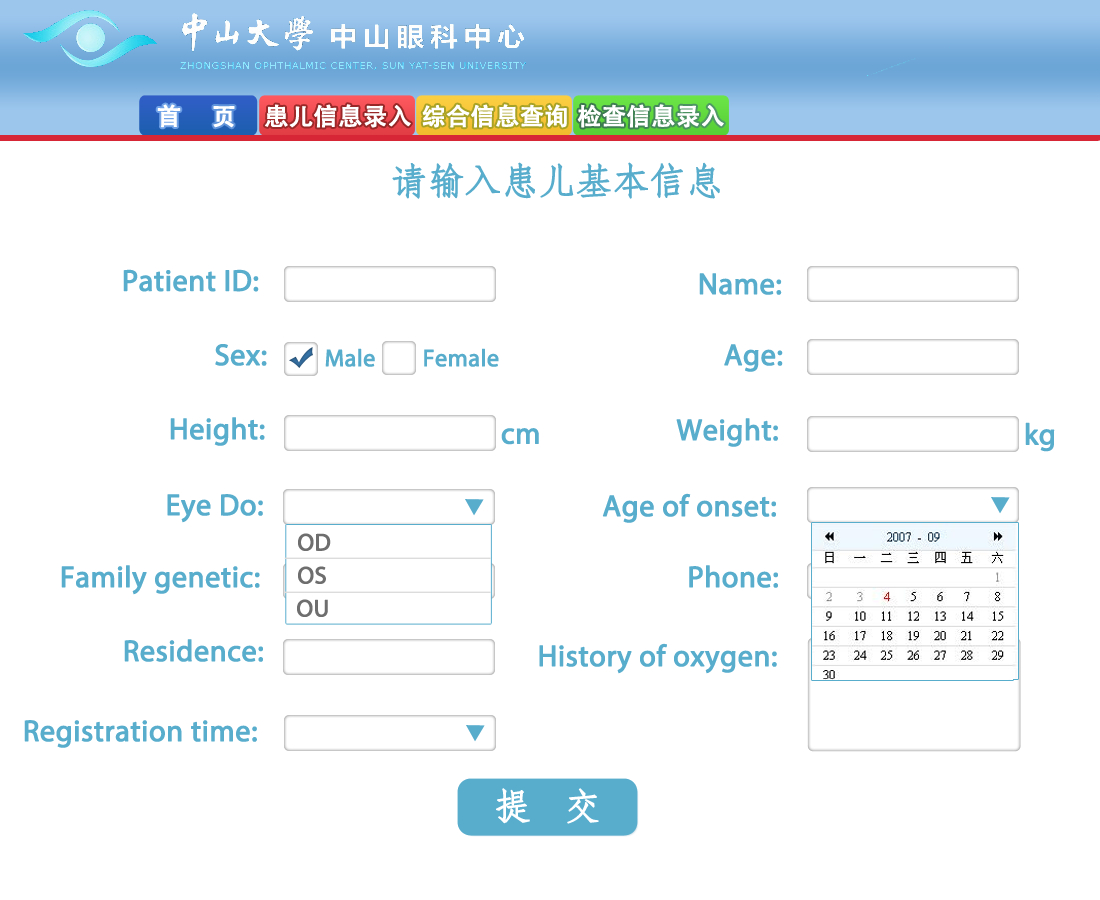 中山大學 中山眼科中心
ZHONGSHAN OPHTHALMIC CENTER, SUN YAT-SEN UNIVERSITY
首 页 患儿信息录入 综合信息查询 检查信息录入
请输入患儿基本信息
Patient ID: Name:
Sex: Male Female Age:
Height: cm Weight: kg
Eye Do: Age of onset:
OD
OS
OU
2007 - 09
日 一 二 三 四 五 六
1
2 3 4 5 6 7 8
9 10 11 12 13 14 15
16 17 18 19 20 21 22
23 24 25 26 27 28 29
30
Family genetic: Phone:
Residence: History of oxygen:
Registration time:
提 交